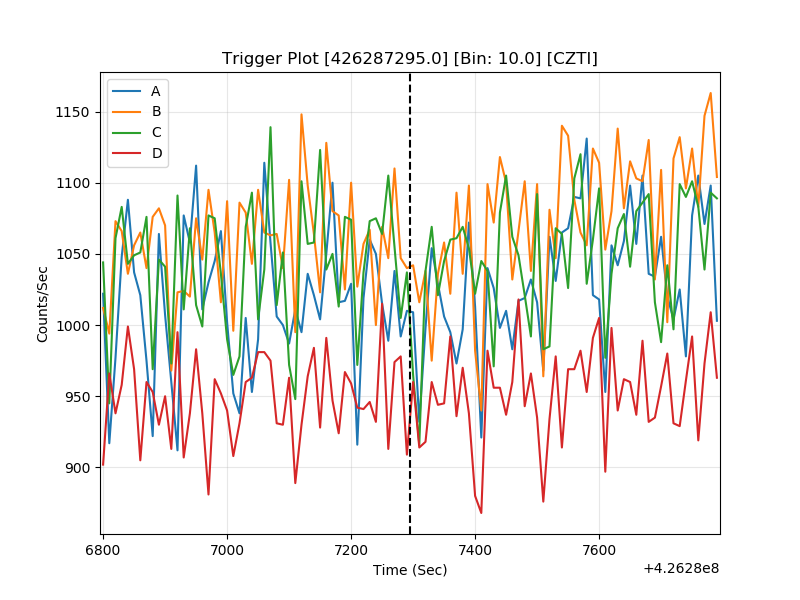 Trigger Plot [426287295.0] [Bin: 10.0] [CZTI]
A
B
C
D
1150
1100
1050
1000
950
900
Counts/Sec
6800 7000 7200 7400 7600
Time (Sec)
+4.2628e8